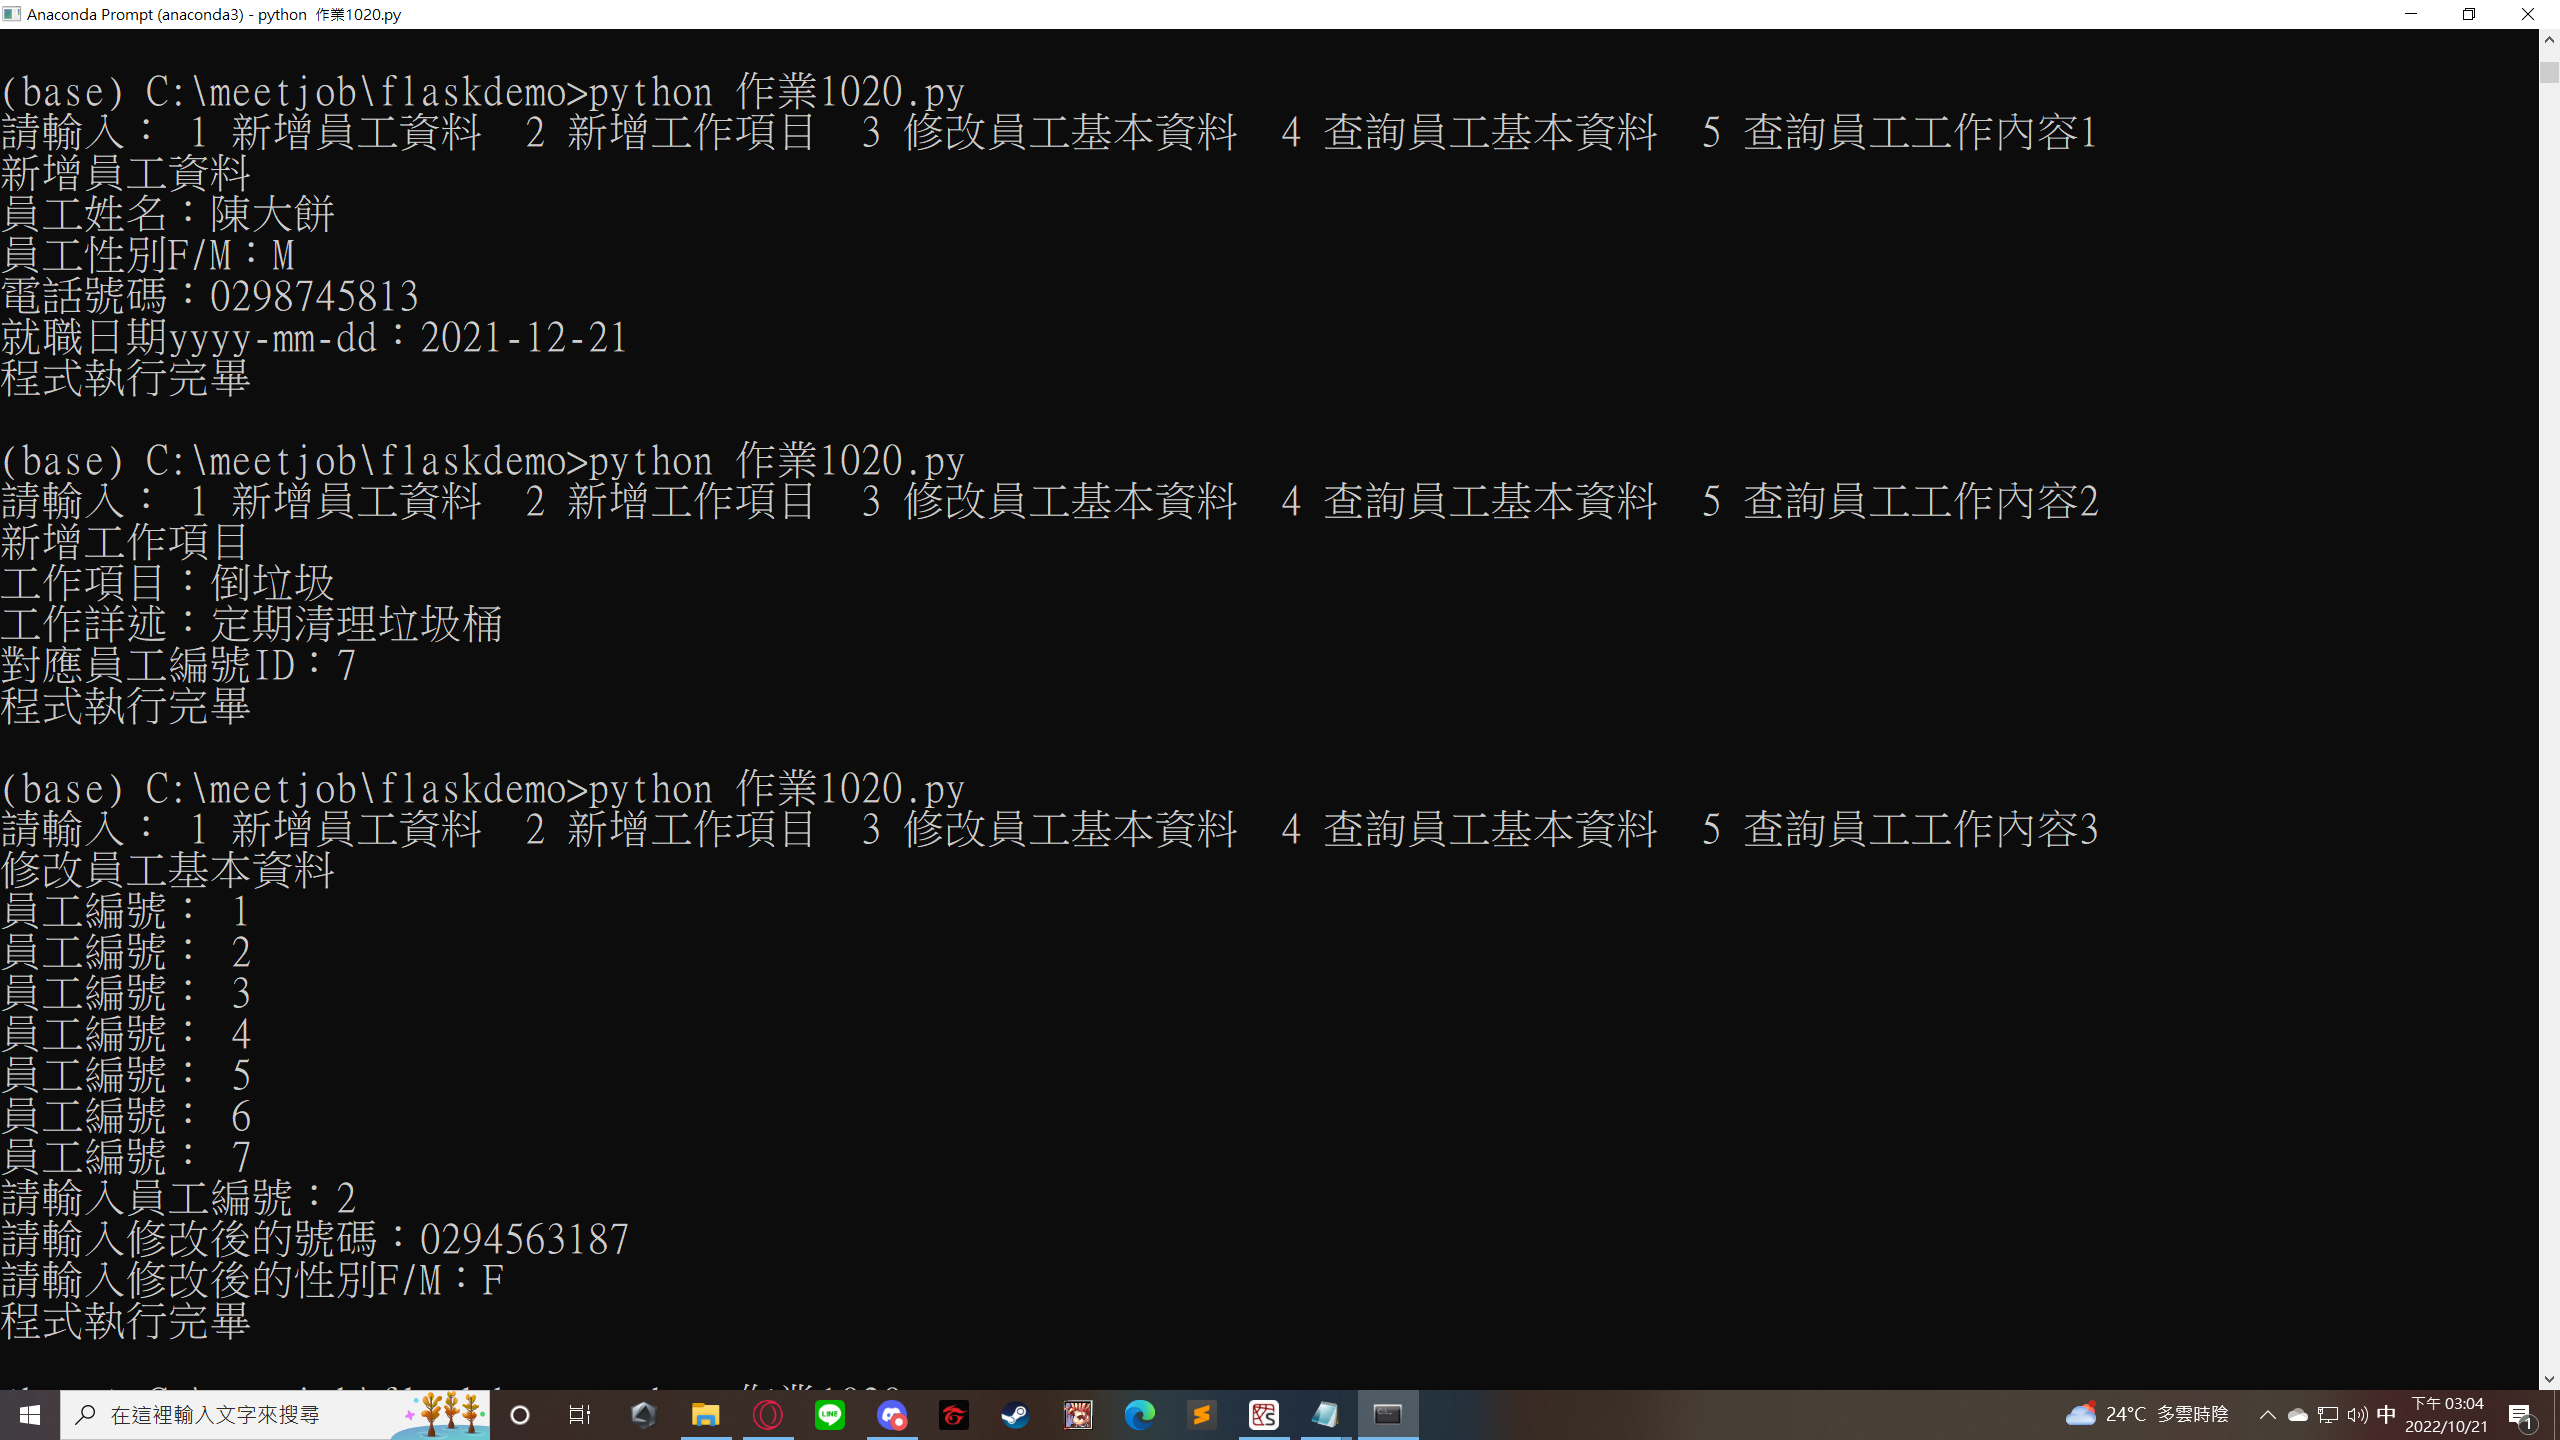 Anaconda Prompt (anaconda3) - python  作業1020.py
(base) C:\meetjob\flaskdemo>python 作業1020.py
請輸入： 1 新增員工資料  2 新增工作項目  3 修改員工基本資料  4 查詢員工基本資料  5 查詢員工工作內容1
新增員工資料
員工姓名：陳大餅
員工性別F/M：M
電話號碼：0298745813
就職日期yyyy-mm-dd：2021-12-21
程式執行完畢
(base) C:\meetjob\flaskdemo>python 作業1020.py
請輸入： 1 新增員工資料  2 新增工作項目  3 修改員工基本資料  4 查詢員工基本資料  5 查詢員工工作內容2
新增工作項目
工作項目：倒垃圾
工作詳述：定期清理垃圾桶
對應員工編號ID：7
程式執行完畢
(base) C:\meetjob\flaskdemo>python 作業1020.py
請輸入： 1 新增員工資料  2 新增工作項目  3 修改員工基本資料  4 查詢員工基本資料  5 查詢員工工作內容3
修改員工基本資料
員工編號： 1
員工編號： 2
員工編號： 3
員工編號： 4
員工編號： 5
員工編號： 6
員工編號： 7
請輸入員工編號：2
請輸入修改後的號碼：0294563187
請輸入修改後的性別F/M：F
程式執行完畢
在這裡輸入文字來搜尋
LINE
24°C 多雲時陰
中
下午 03:04
2022/10/21
1